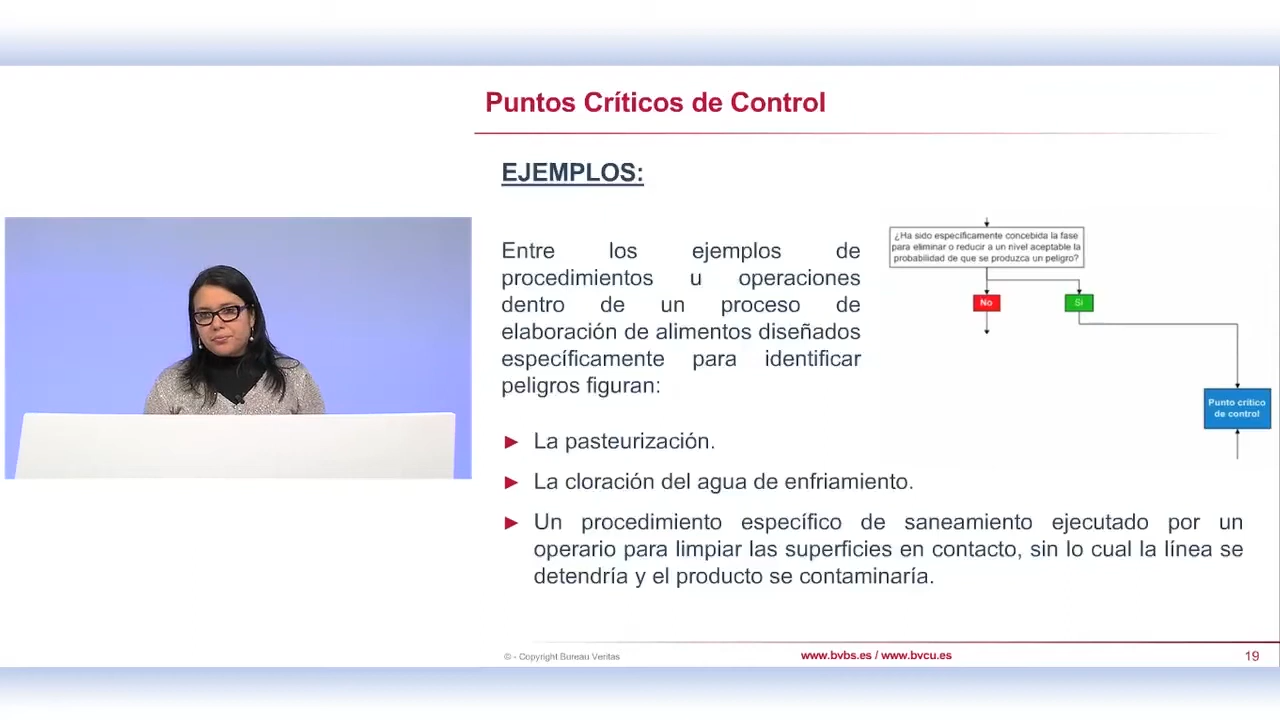 Puntos Críticos de Control
EJEMPLOS:
Entre los ejemplos de
procedimientos u operaciones
dentro de un proceso de
elaboración de alimentos diseñados
específicamente para identificar
peligros figuran:
¿Ha sido específicamente concebida la fase
para eliminar o reducir a un nivel aceptable la
probabilidad de que se produzca un peligro?
No
Si
Punto crítico
de control
► La pasteurización.
► La cloración del agua de enfriamiento.
► Un procedimiento específico de saneamiento ejecutado por un
operario para limpiar las superficies en contacto, sin lo cual la línea se
detendría y el producto se contaminaría.
© - Copyright Bureau Veritas
www.bvbs.es / www.bvcu.es
19